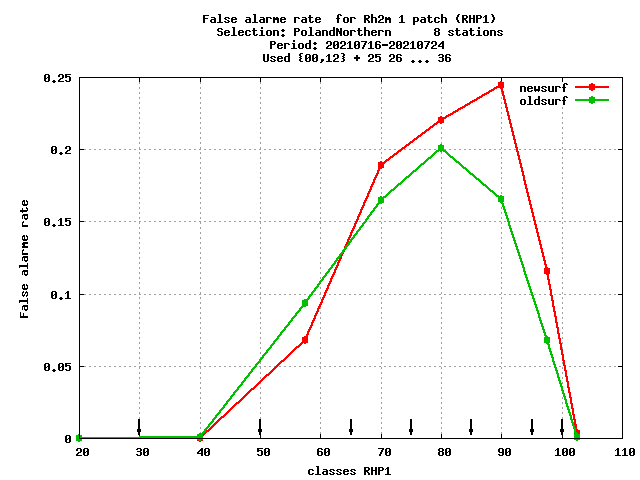 False alarme rate  for Rh2m 1 patch (RHP1)
Selection: PolandNorthern      8 stations
Period: 20210716-20210724
Used {00,12} + 25 26 ... 36
newsurf
oldsurf
0.25
0.2
0.15
0.1
0.05
0
False alarme rate
20 30 40 50 60 70 80 90 100 110
classes RHP1